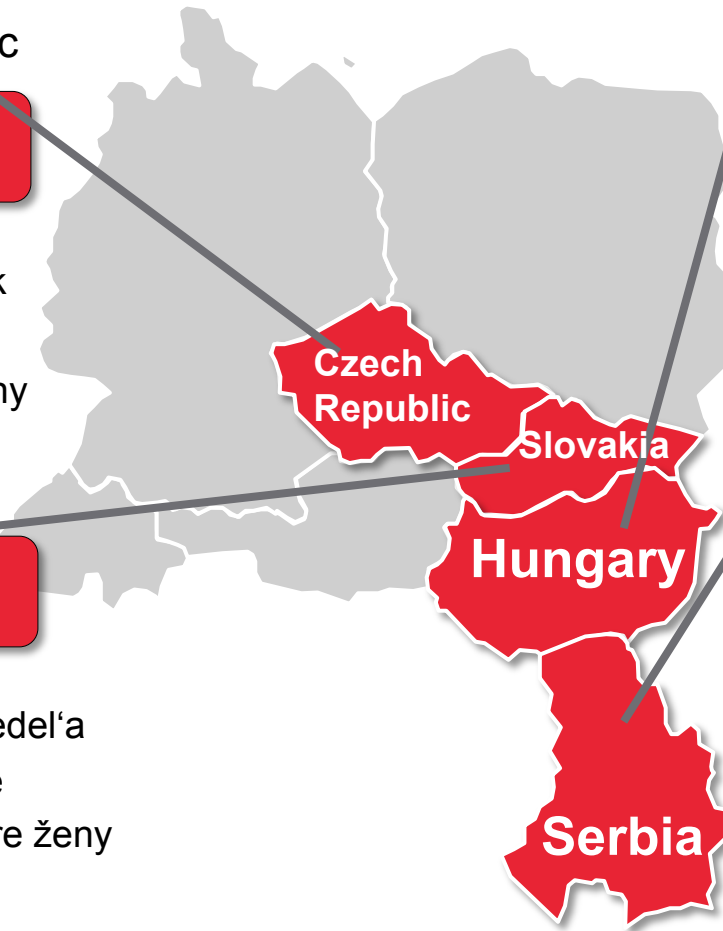 c
k
ny
edel‘a
e
re ženy
Czech
Republic
Slovakia
Hungary
Serbia